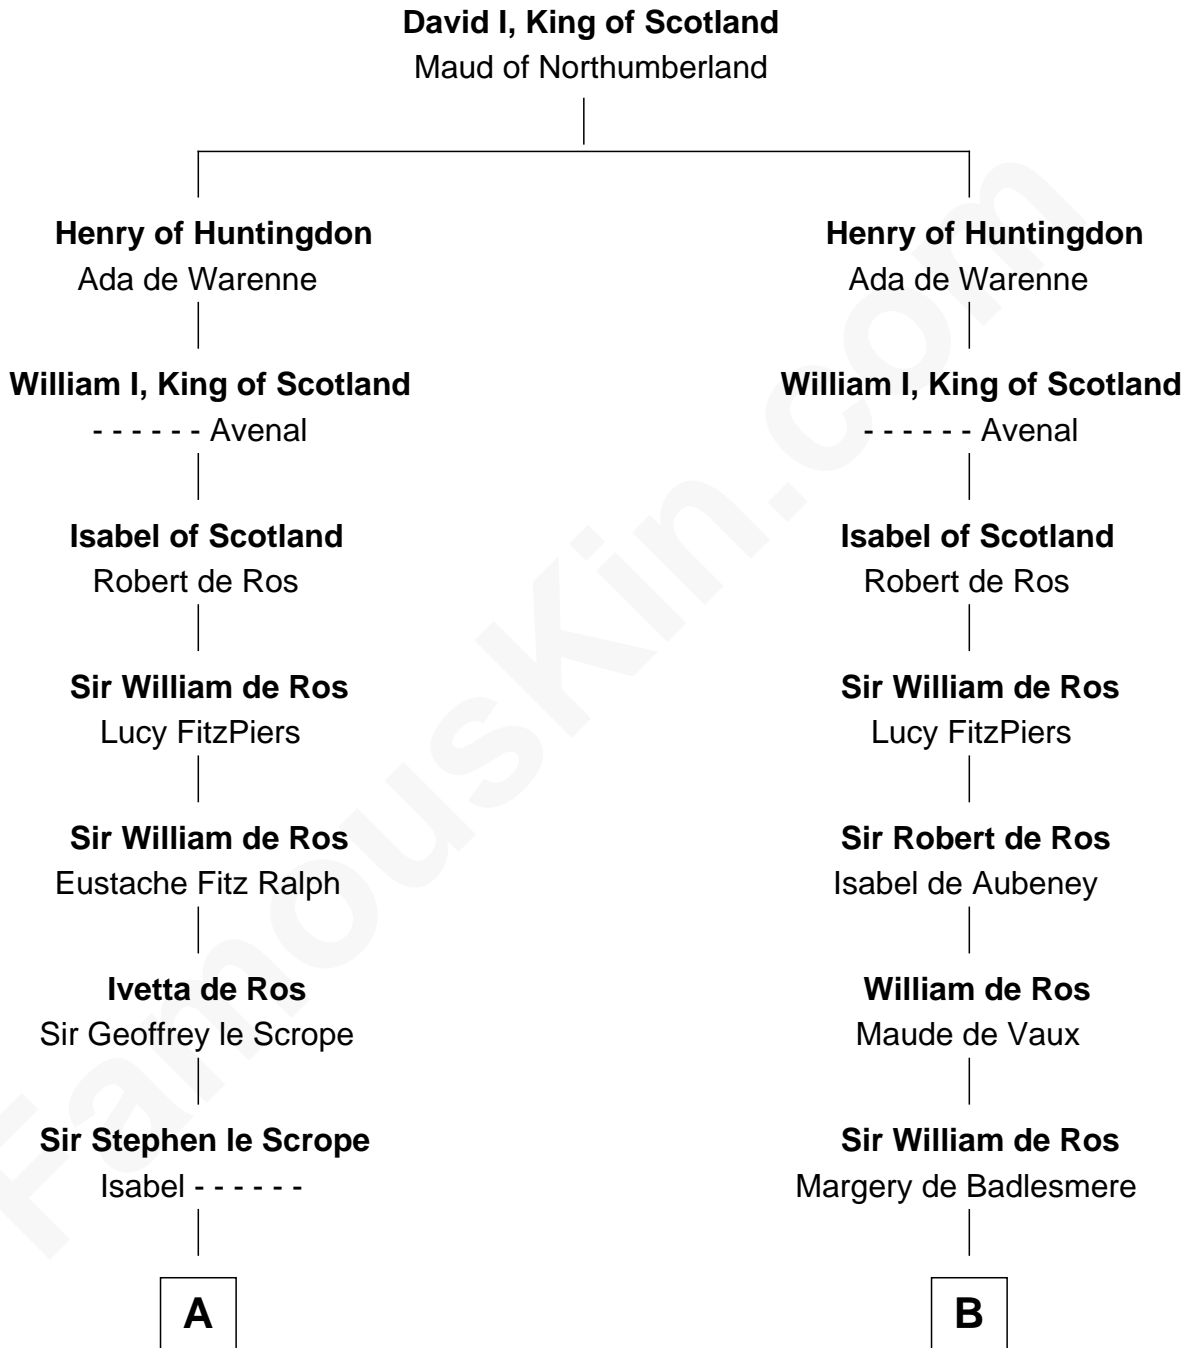 David I, King of Scotland
Maud of Northumberland
Henry of Huntingdon
Ada de Warenne
Henry of Huntingdon
Ada de Warenne
William I, King of Scotland
- - - - - - Avenal
William I, King of Scotland
- - - - - - Avenal
Isabel of Scotland
Robert de Ros
Isabel of Scotland
Robert de Ros
Sir William de Ros
Lucy FitzPiers
Sir William de Ros
Lucy FitzPiers
Sir William de Ros
Eustache Fitz Ralph
Sir Robert de Ros
Isabel de Aubeney
Ivetta de Ros
Sir Geoffrey le Scrope
William de Ros
Maude de Vaux
Sir Stephen le Scrope
Isabel - - - - - -
Sir William de Ros
Margery de Badlesmere
A
B
FamousKin.com